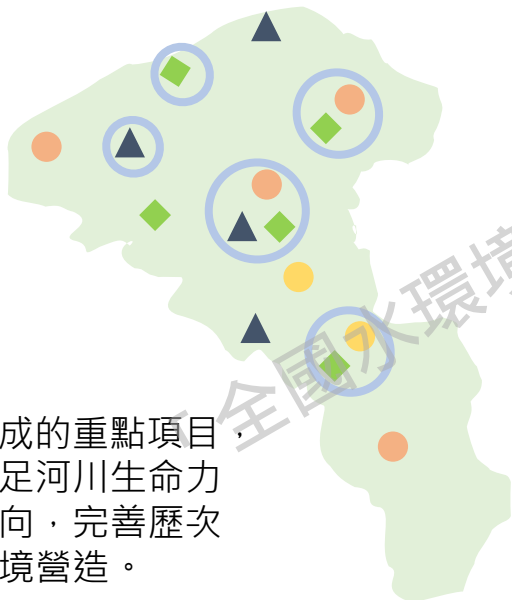 「全國水環境
成的重點項目，
足河川生命力
向，完善歷次
境營造。